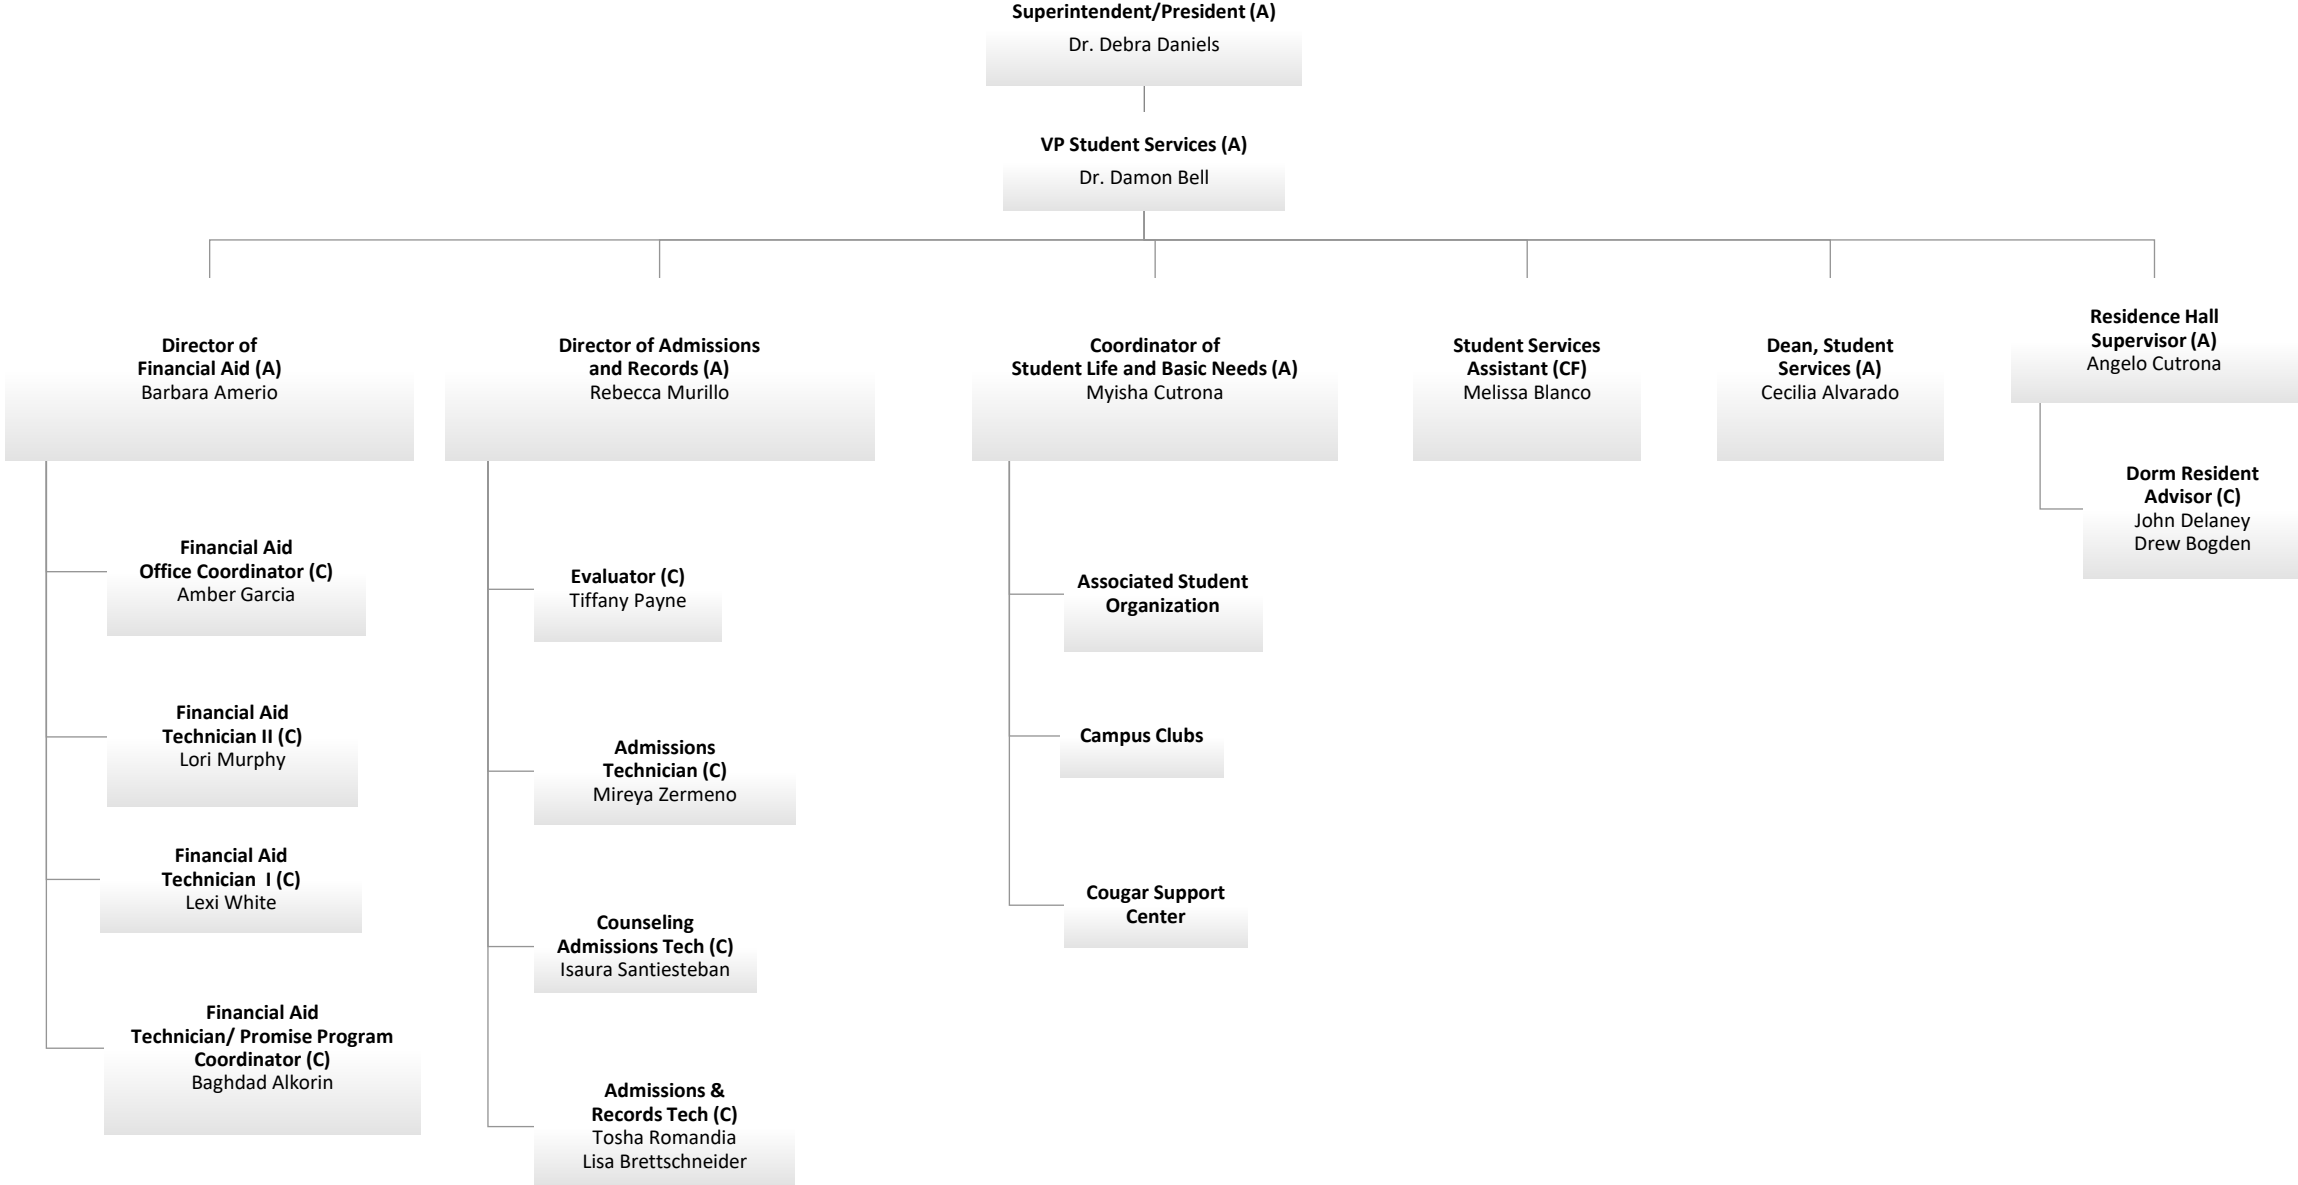 Superintendent/President (A)
Dr. Debra Daniels
VP Student Services (A)
Dr. Damon Bell
Director of
Financial Aid (A)
Barbara Amerio
Director of Admissions
and Records (A)
Rebecca Murillo
Coordinator of
Student Life and Basic Needs (A)
Myisha Cutrona
Student Services
Assistant (CF)
Melissa Blanco
Dean, Student
Services (A)
Cecilia Alvarado
Residence Hall
Supervisor (A)
Angelo Cutrona
Financial Aid
Office Coordinator (C)
Amber Garcia
Financial Aid
Technician II (C)
Lori Murphy
Financial Aid
Technician I (C)
Lexi White
Financial Aid
Technician/ Promise Program
Coordinator (C)
Baghdad Alkorin
Evaluator (C)
Tiffany Payne
Admissions
Technician (C)
Mireya Zermeno
Counseling
Admissions Tech (C)
Isaura Santiesteban
Admissions &
Records Tech (C)
Tosha Romandia
Lisa Brettschneider
Associated Student
Organization
Campus Clubs
Cougar Support
Center
Dorm Resident
Advisor (C)
John Delaney
Drew Bogden